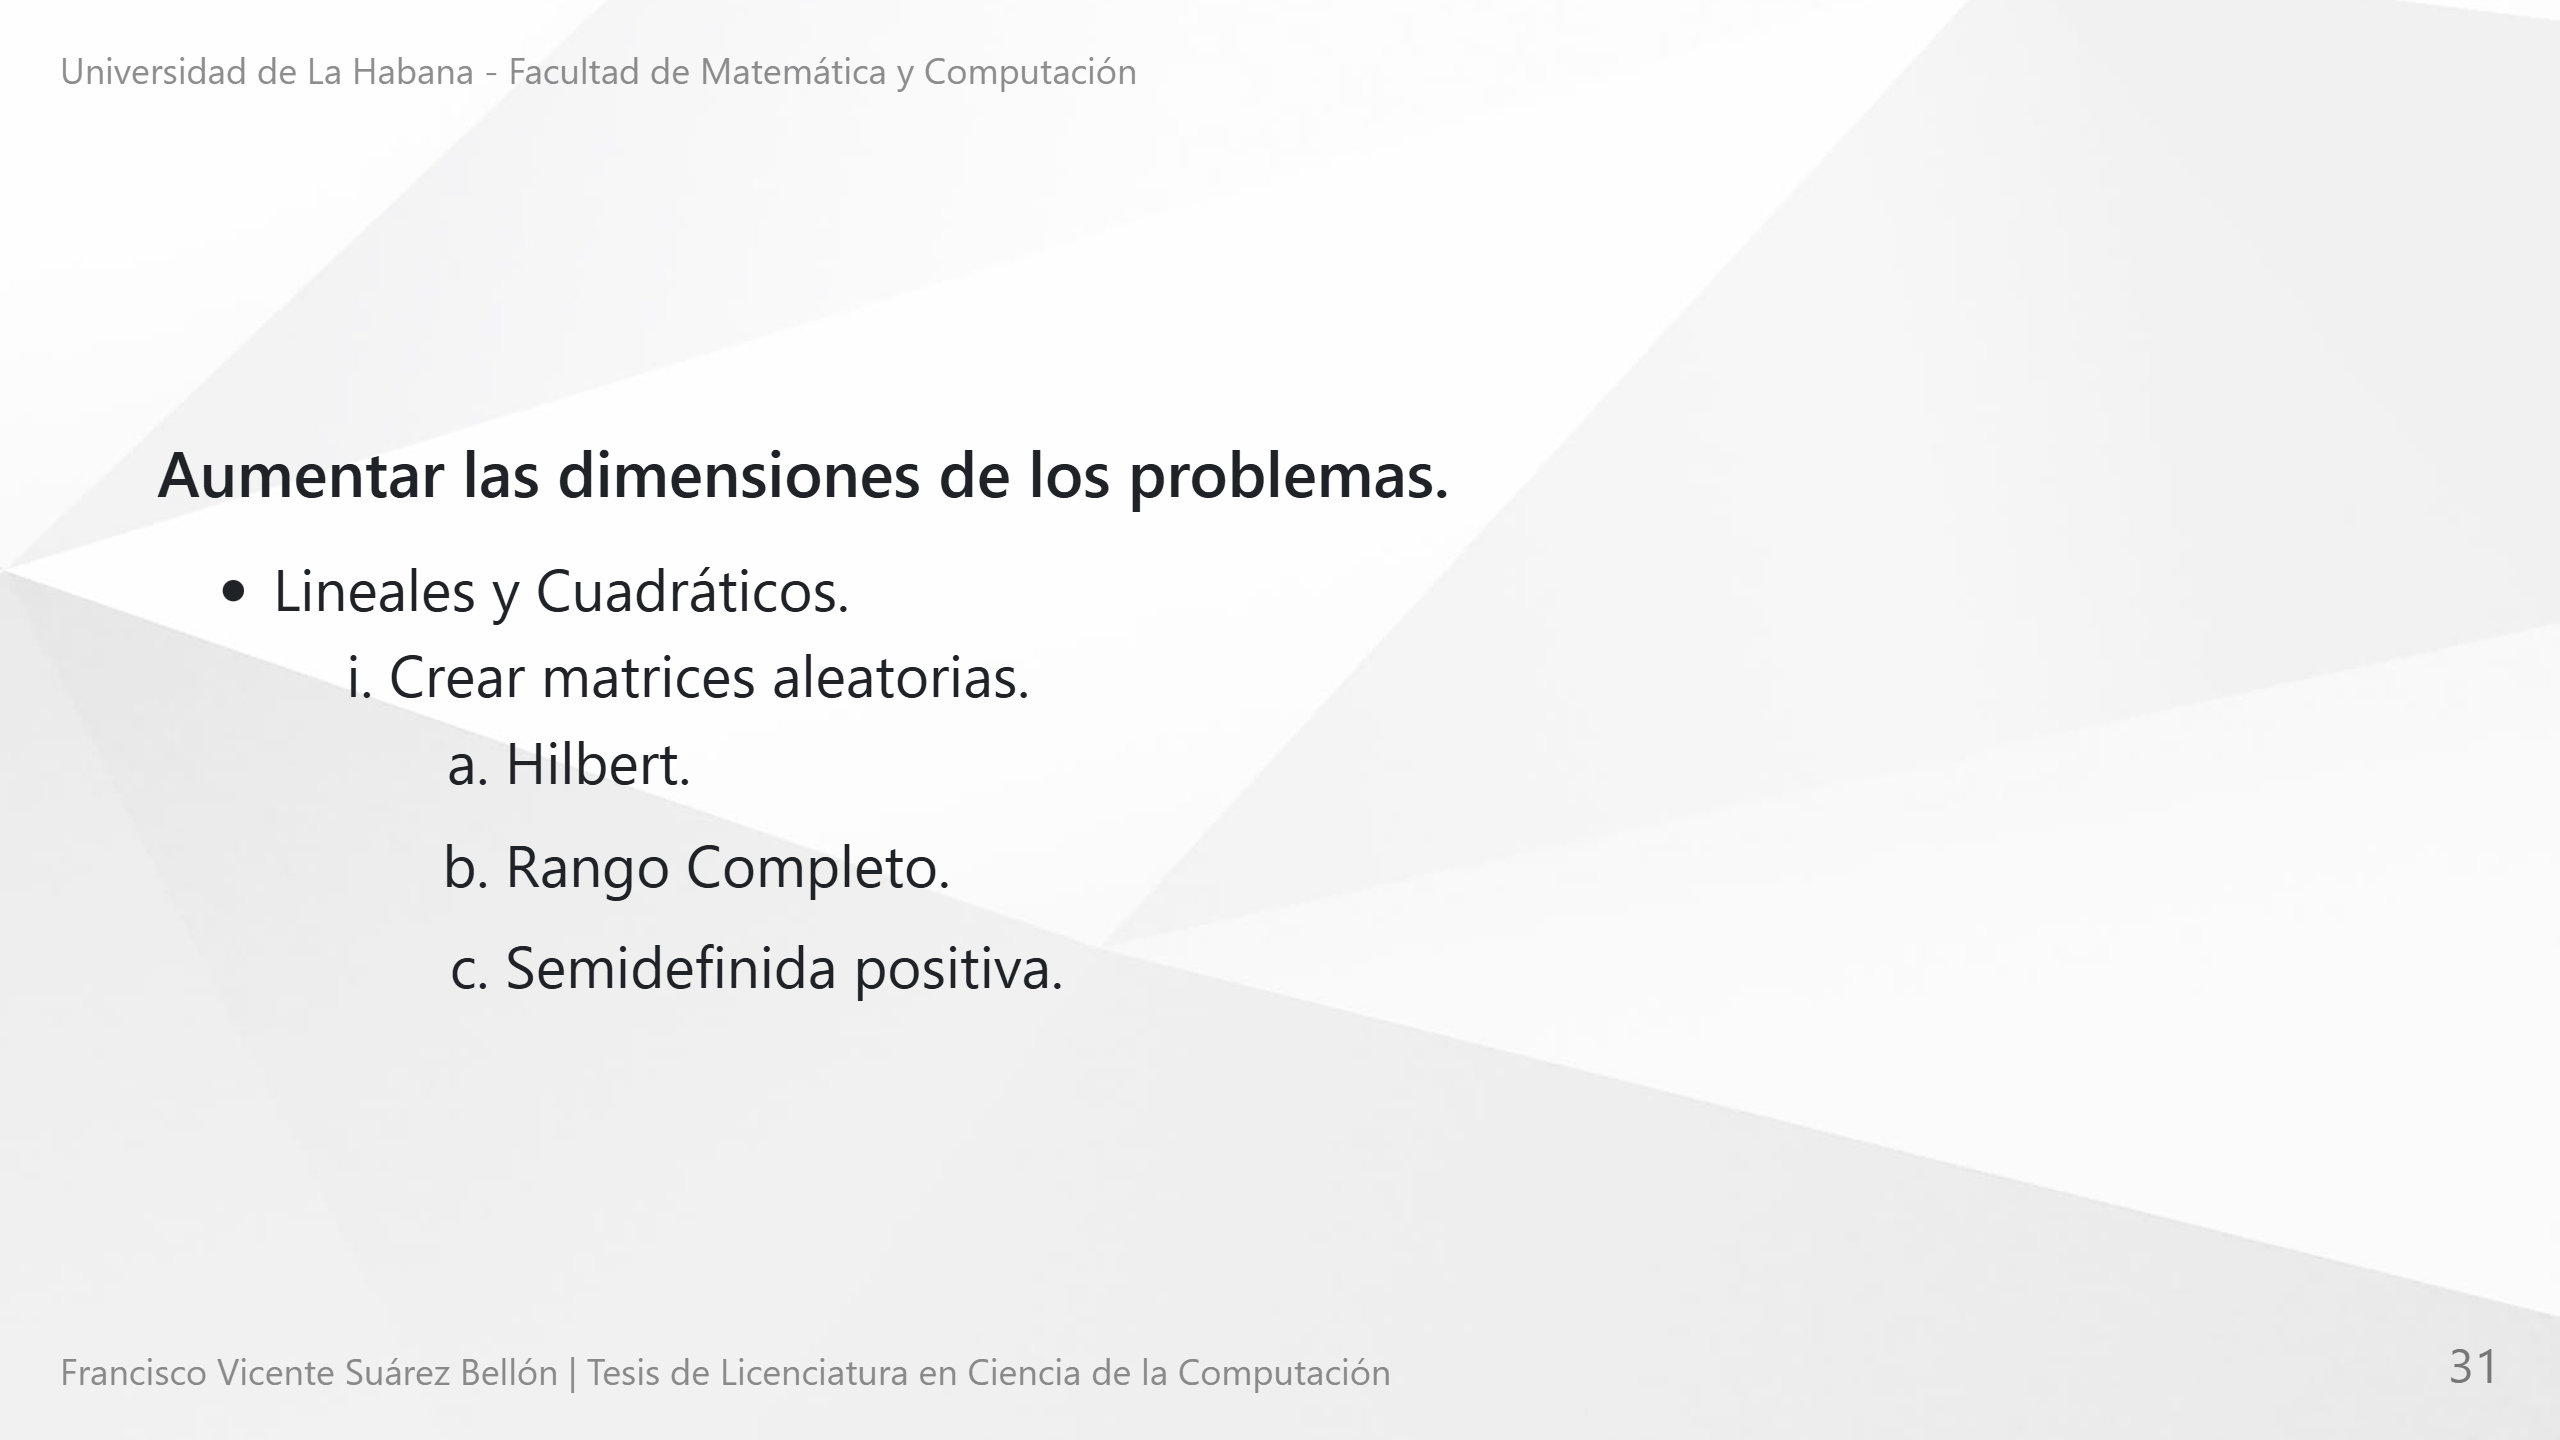 Universidad de La Habana - Facultad de Matemática y Computación
Aumentar las dimensiones de los problemas.
• Lineales y Cuadráticos.
i. Crear matrices aleatorias.
a. Hilbert.
b. Rango Completo.
c. Semidefinida positiva.
Francisco Vicente Suárez Bellón | Tesis de Licenciatura en Ciencia de la Computación
31